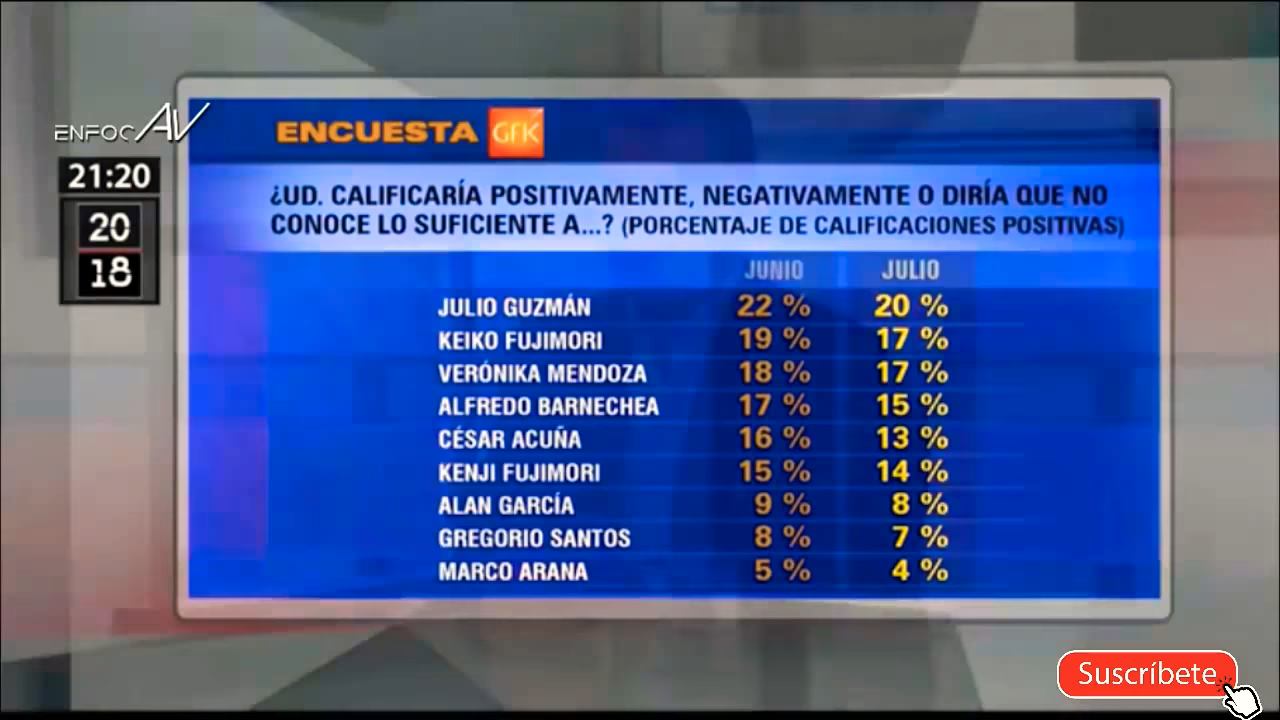 ENFOCAV
21:20
20
18
ENCUESTA GFK
¿UD. CALIFICARÍA POSITIVAMENTE, NEGATIVAMENTE O DIRÍA QUE NO
CONOCE LO SUFICIENTE A...? (PORCENTAJE DE CALIFICACIONES POSITIVAS)
JUNIO JULIO
JULIO GUZMÁN 22 % 20 %
KEIKO FUJIMORI 19 % 17 %
VERÓNIKA MENDOZA 18 % 17 %
ALFREDO BARNECHEA 17 % 15 %
CÉSAR ACUÑA 16 % 13 %
KENJI FUJIMORI 15 % 14 %
ALAN GARCÍA 9 % 8 %
GREGORIO SANTOS 8 % 7 %
MARCO ARANA 5 % 4 %
Suscríbete